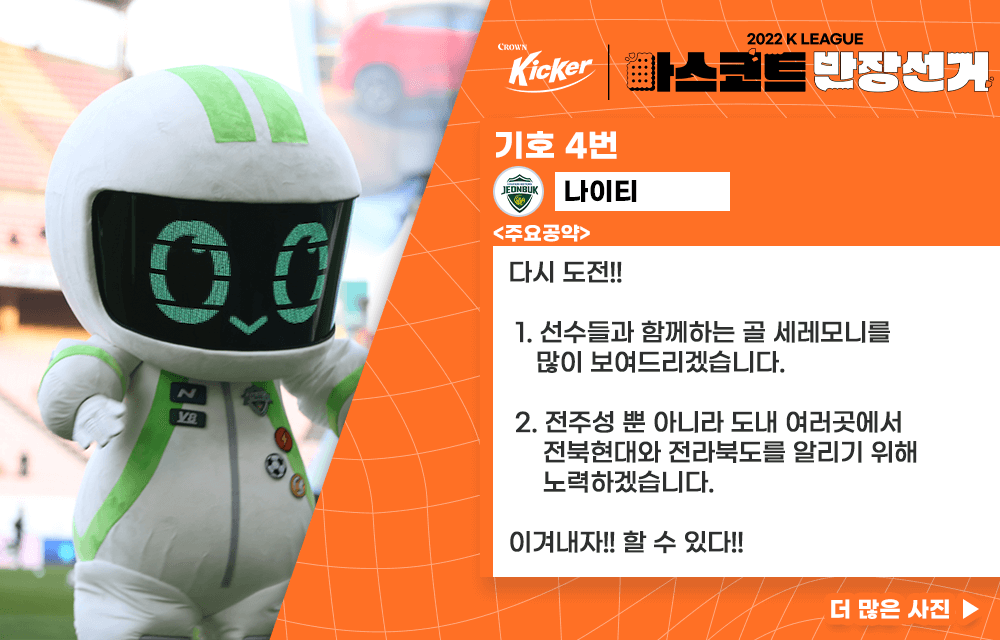 CROWN
Kicker
2022 K LEAGUE
마스코트 반장선거
기호 4번
JEONBUK
나이티
<주요공약>
다시 도전!!
1. 선수들과 함께하는 골 세레모니를
많이 보여드리겠습니다.
2. 전주성 뿐 아니라 도내 여러곳에서
전북현대와 전라북도를 알리기 위해
노력하겠습니다.
이겨내자!! 할 수 있다!!
더 많은 사진 ▶
N